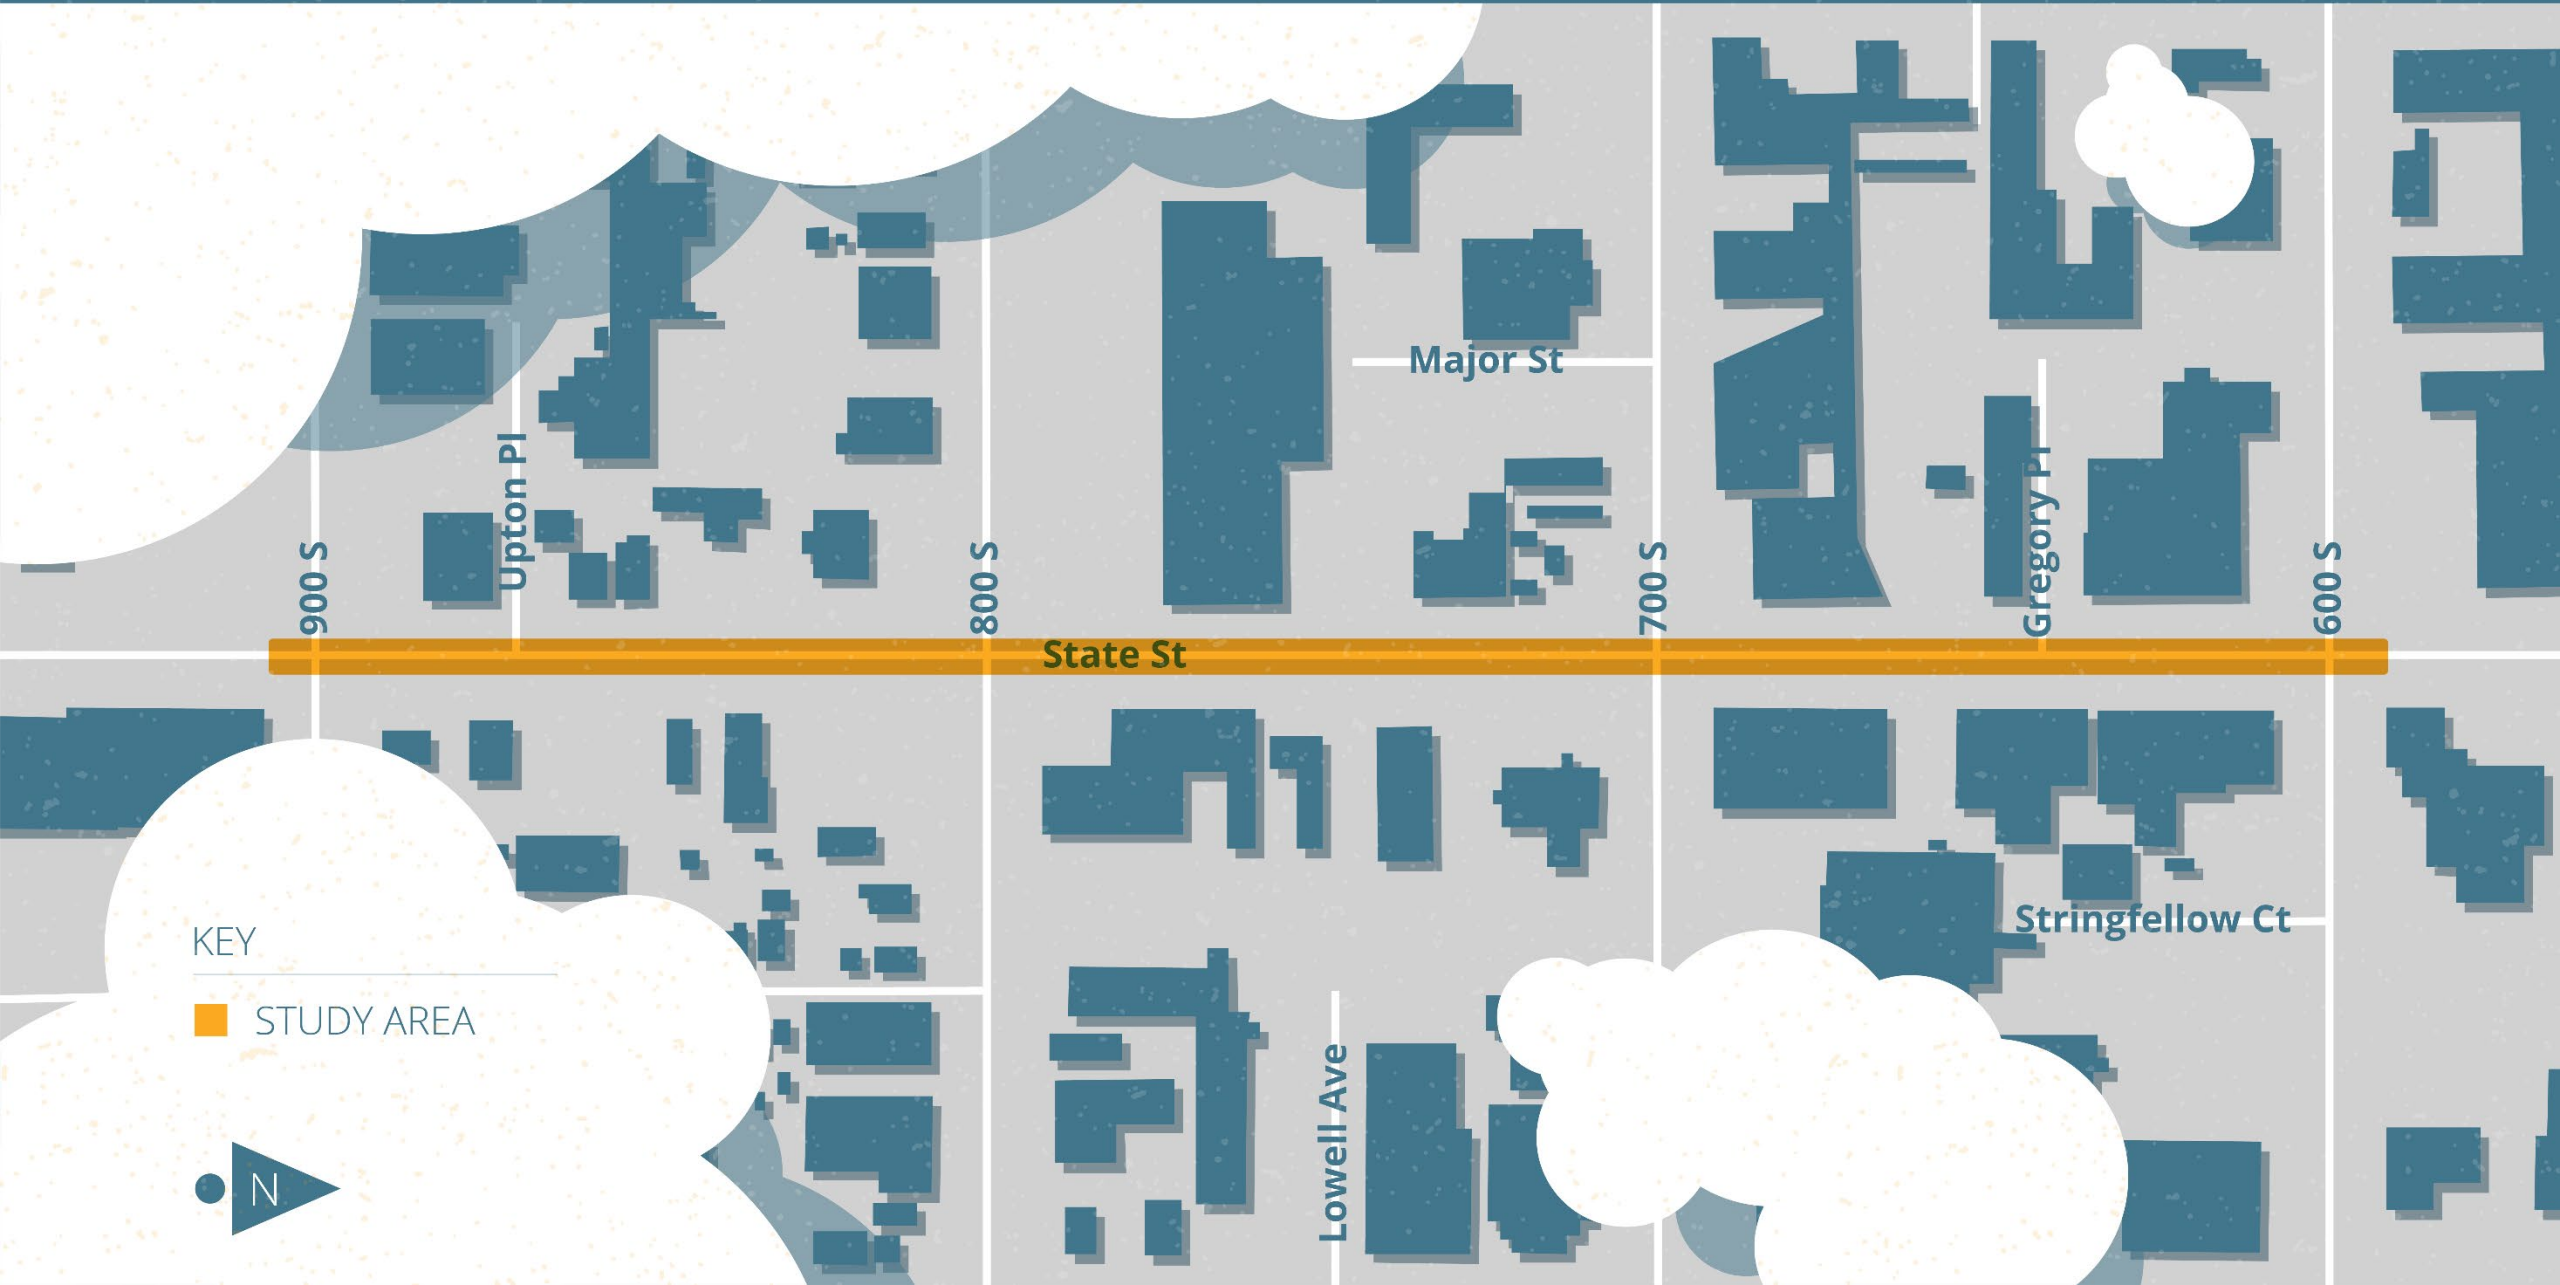 Major St
Upton Pl
Gregory Pl
900 S
800 S
700 S
600 S
State St
Stringfellow Ct
Lowell Ave
KEY
STUDY AREA
N